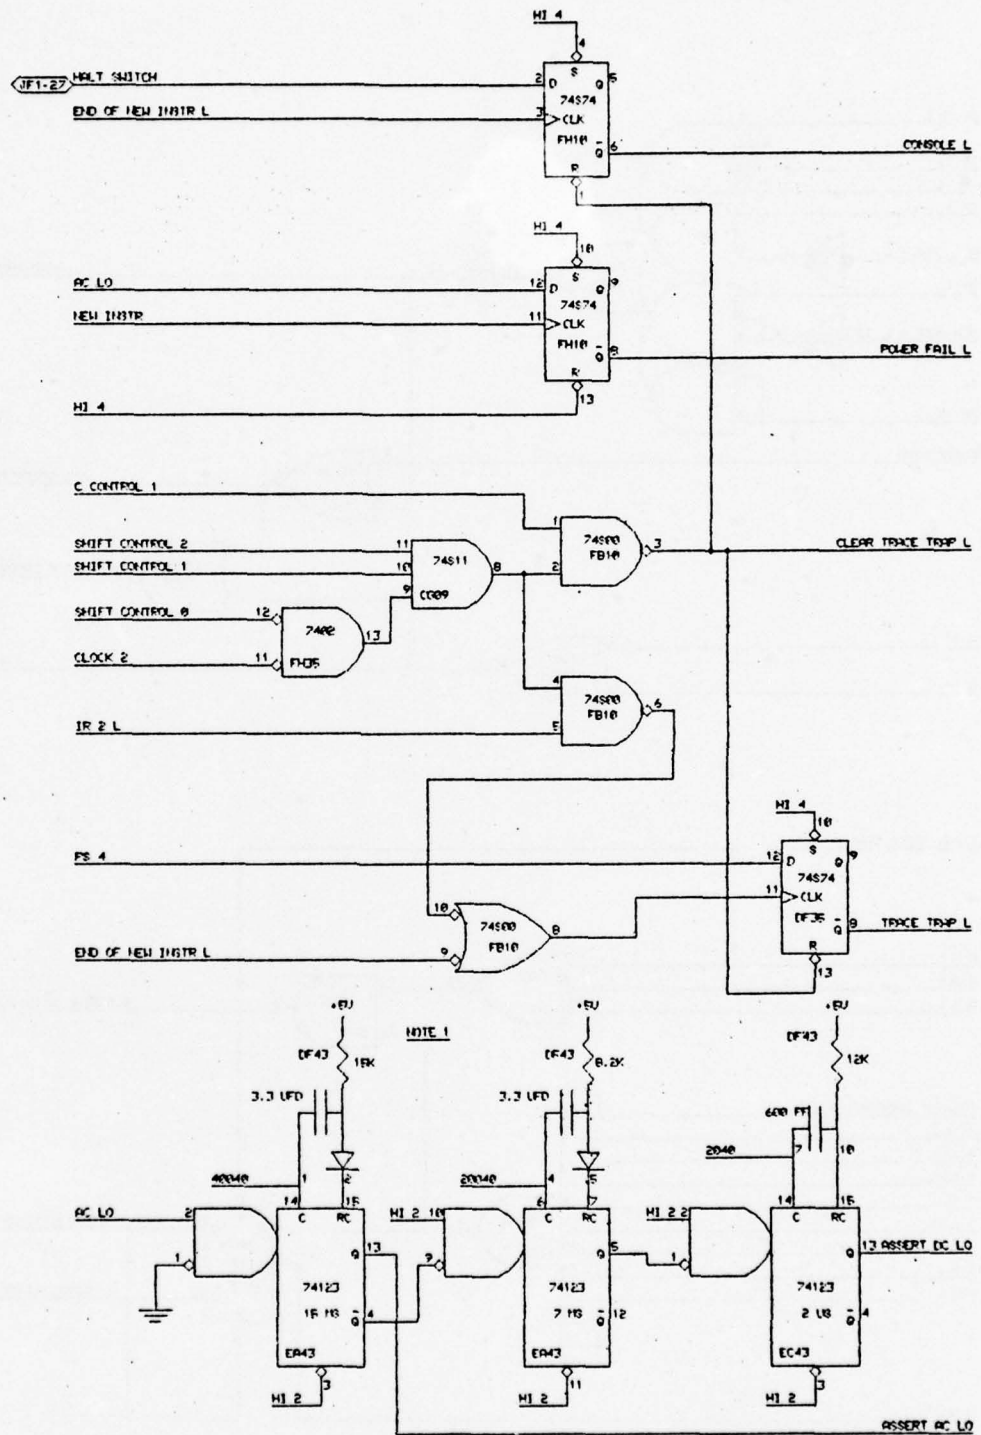 HI 4
4
JF1-27 HALT SWITCH 2 D S Q 5
74S74
END OF NEW INSTR L 3 CLK
FH10 Q 6 CONSOLE L
R
1
HI 4
10
AC LO 12 D S Q 9
74S74
NEW INSTR 11 CLK
FH10 Q 8 POWER FAIL L
R
HI 4 13
C CONTROL 1 1
74S00
FB10 3 CLEAR TRACE TRAP L
2
SHIFT CONTROL 2 11
74S11
SHIFT CONTROL 1 10 8
9 CG09
SHIFT CONTROL 0 12
7402 13
CLOCK 2 11 FH35
4 74S00
FB10 6
IR 2 L 5
HI 4
10
PS 4 12 D S Q 9
74S74
11 CLK
DF35 Q 8 TRACE TRAP L
R
13
10 74S00 8
FB10
END OF NEW INSTR L 9
+5V +5V +5V
NOTE 1
DF43 15K DF43 8.2K DF43 12K
3.3 UFD 3.3 UFD 600 PF
40040 1 2 20040 4 5 2040 7 10
14 15 6 7 14 15
AC LO 2 C RC HI 2 10 C RC HI 2 2 C RC
1 Q 13 9 Q 5 1 Q 13 ASSERT DC LO
74123 74123 74123
15 MS Q 4 7 MS Q 12 2 US Q 4
EA43 EA43 EC43
HI 2 3 HI 2 11 HI 2 3
ASSERT AC LO